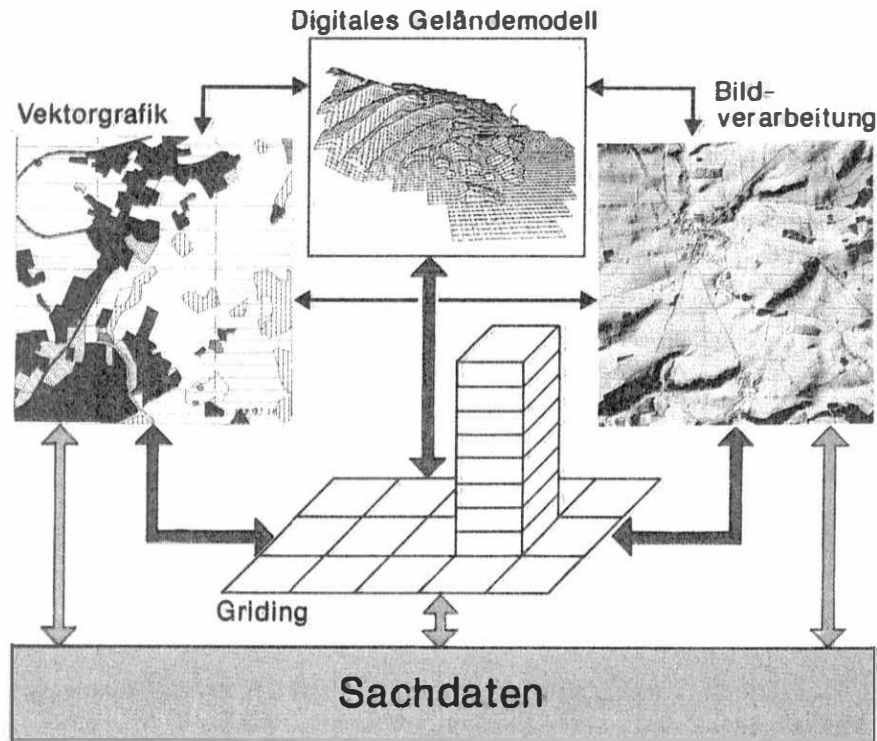 Digitales Geländemodell
Vektorgrafik
Bild-
verarbeitung
Griding
Sachdaten